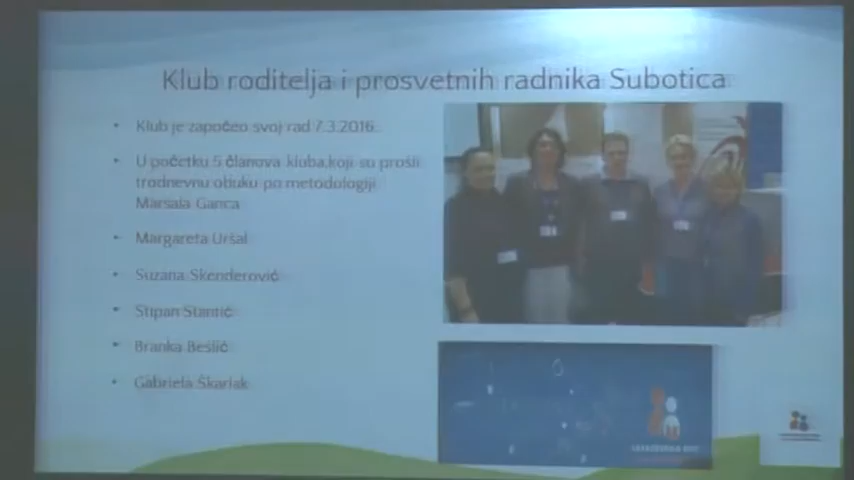 Klub roditelja i prosvetnih radnika Subotica
• Klub je započeo svoj rad 7.3.2016.
• U početku 5 članova kluba,koji su prošli
trodnevnu obuku po metodologiji
Maršala Ganca
• Margareta Uršal
• Suzana Skenderović
• Stipan Stantić
• Branka Bešlić
• Gabriela Škarlak